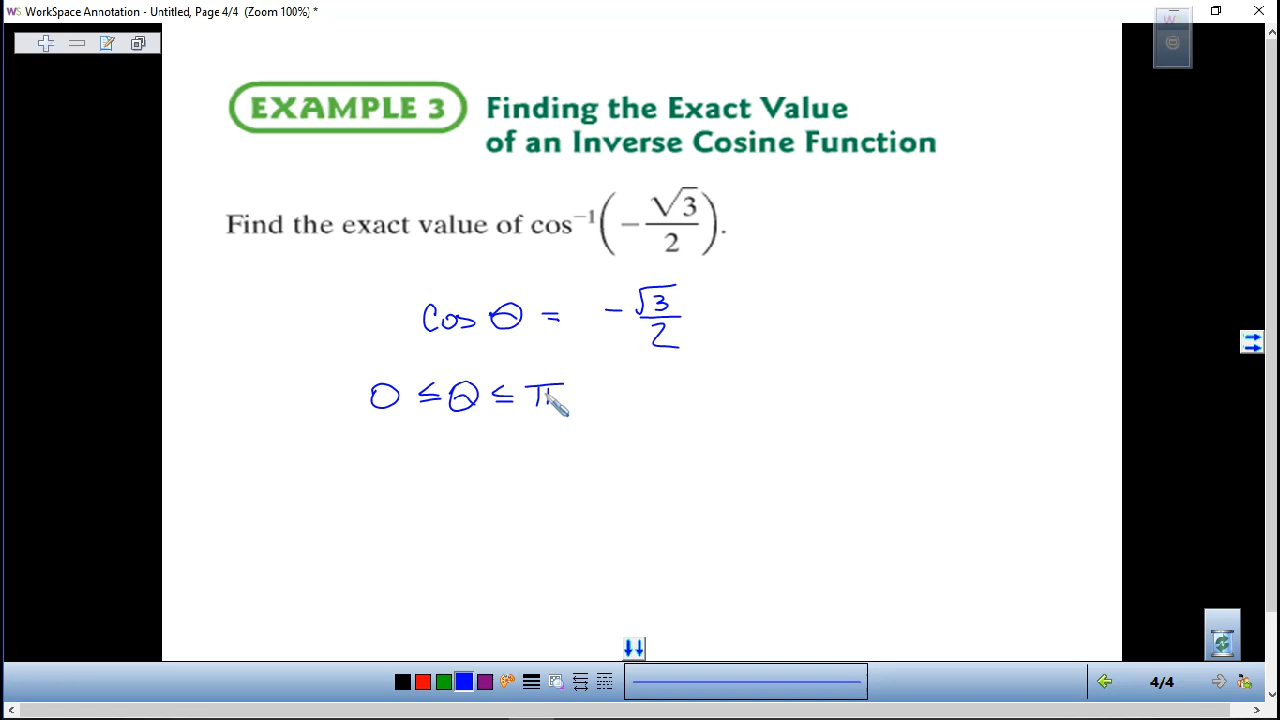 WS WorkSpace Annotation - Untitled, Page 4/4 (Zoom 100%) *
EXAMPLE 3 Finding the Exact Value
of an Inverse Cosine Function
Find the exact value of cos⁻¹(-√3/2).
cos θ = -√3/2
0 ≤ θ ≤ π
4/4